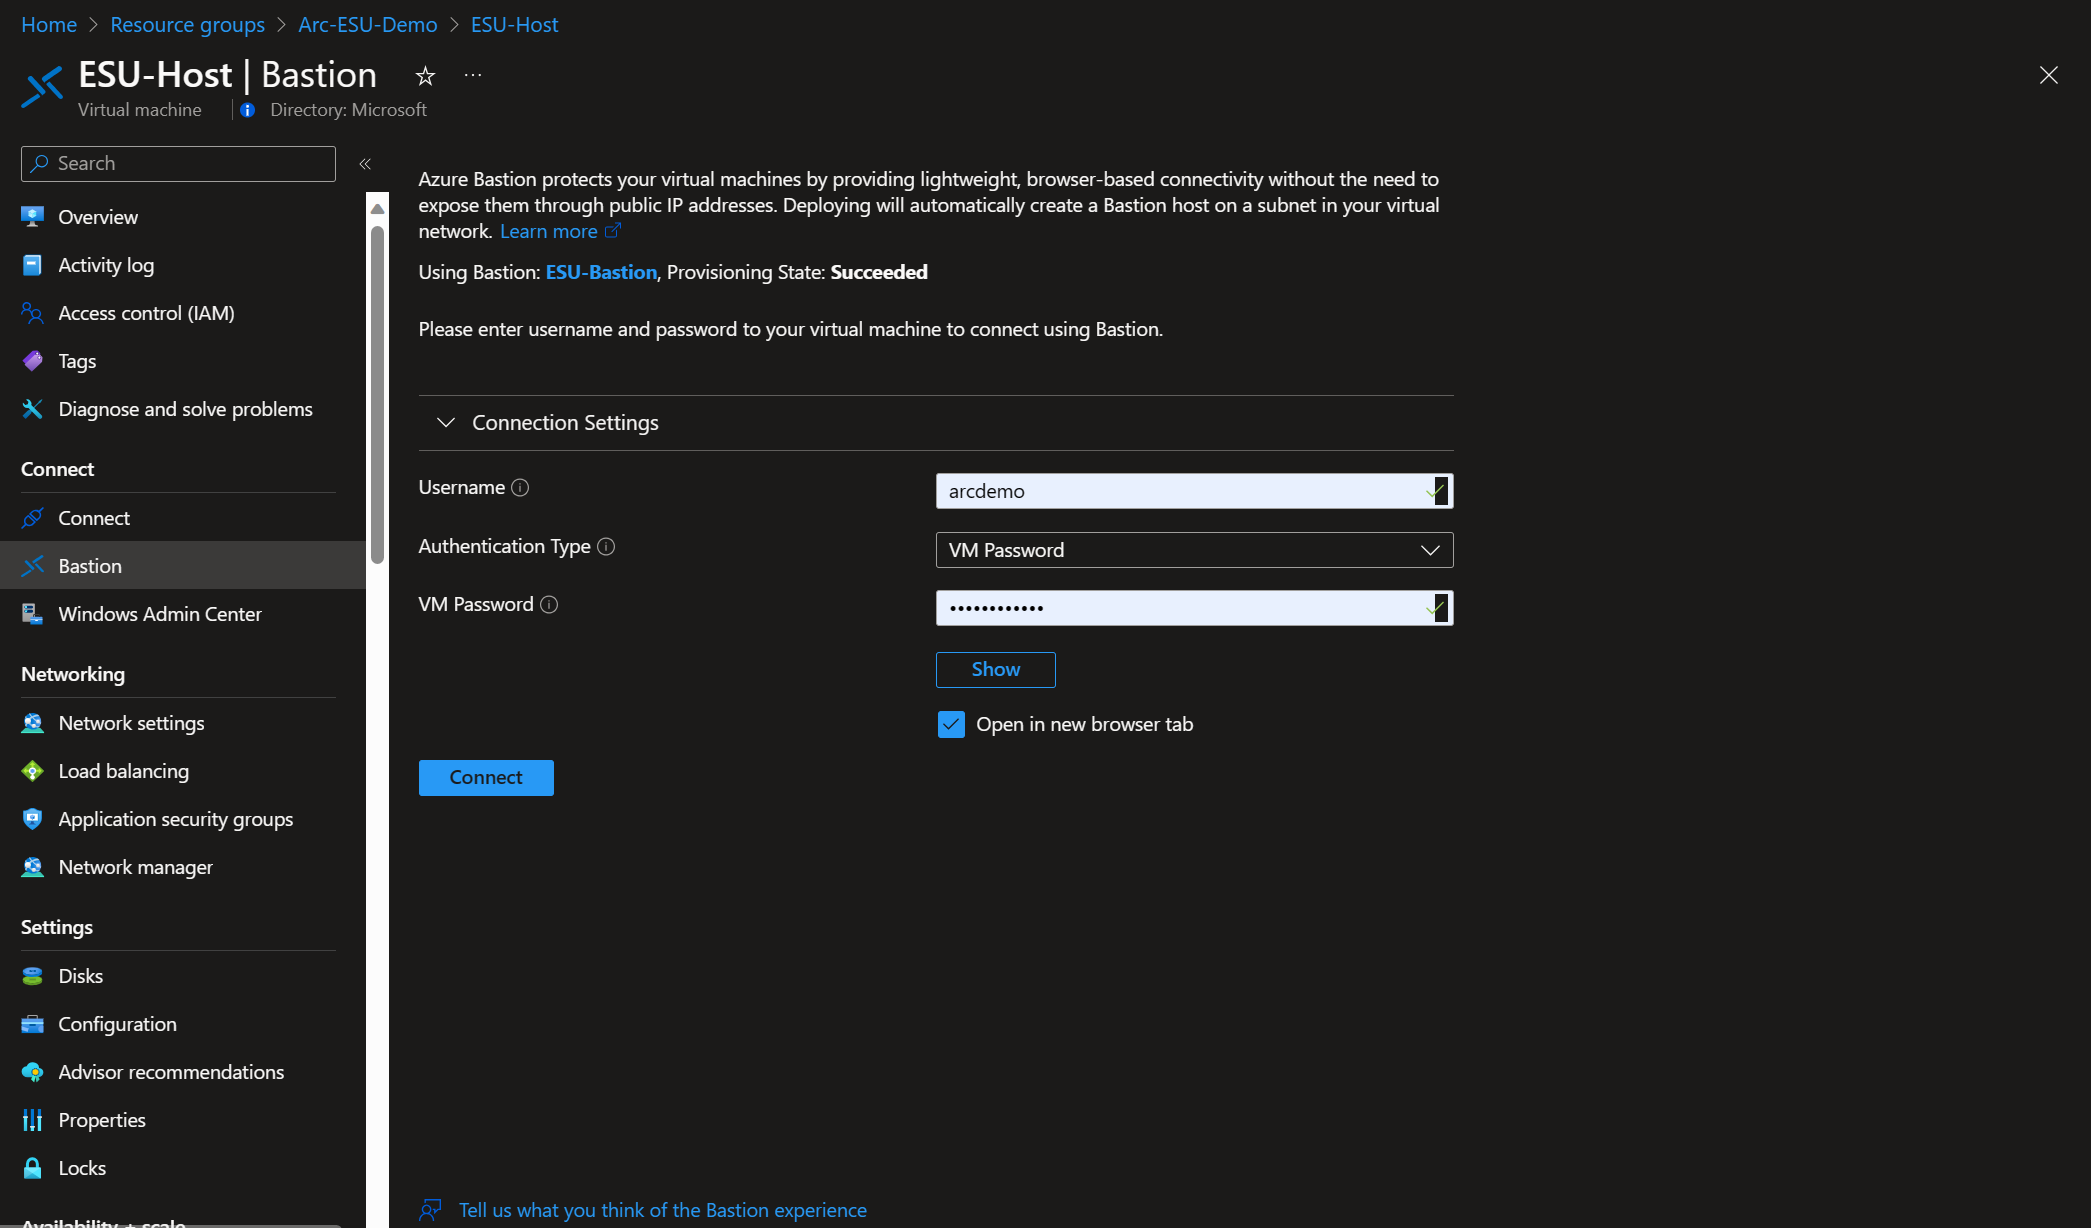 Home > Resource groups > Arc-ESU-Demo > ESU-Host
ESU-Host | Bastion
Virtual machine
Directory: Microsoft
Search
Overview
Activity log
Access control (IAM)
Tags
Diagnose and solve problems
Connect
Connect
Bastion
Windows Admin Center
Networking
Network settings
Load balancing
Application security groups
Network manager
Settings
Disks
Configuration
Advisor recommendations
Properties
Locks
Availability + scale
Azure Bastion protects your virtual machines by providing lightweight, browser-based connectivity without the need to
expose them through public IP addresses. Deploying will automatically create a Bastion host on a subnet in your virtual
network. Learn more
Using Bastion: ESU-Bastion, Provisioning State: Succeeded
Please enter username and password to your virtual machine to connect using Bastion.
Connection Settings
Username
arcdemo
Authentication Type
VM Password
VM Password
••••••••••••
Show
Open in new browser tab
Connect
Tell us what you think of the Bastion experience